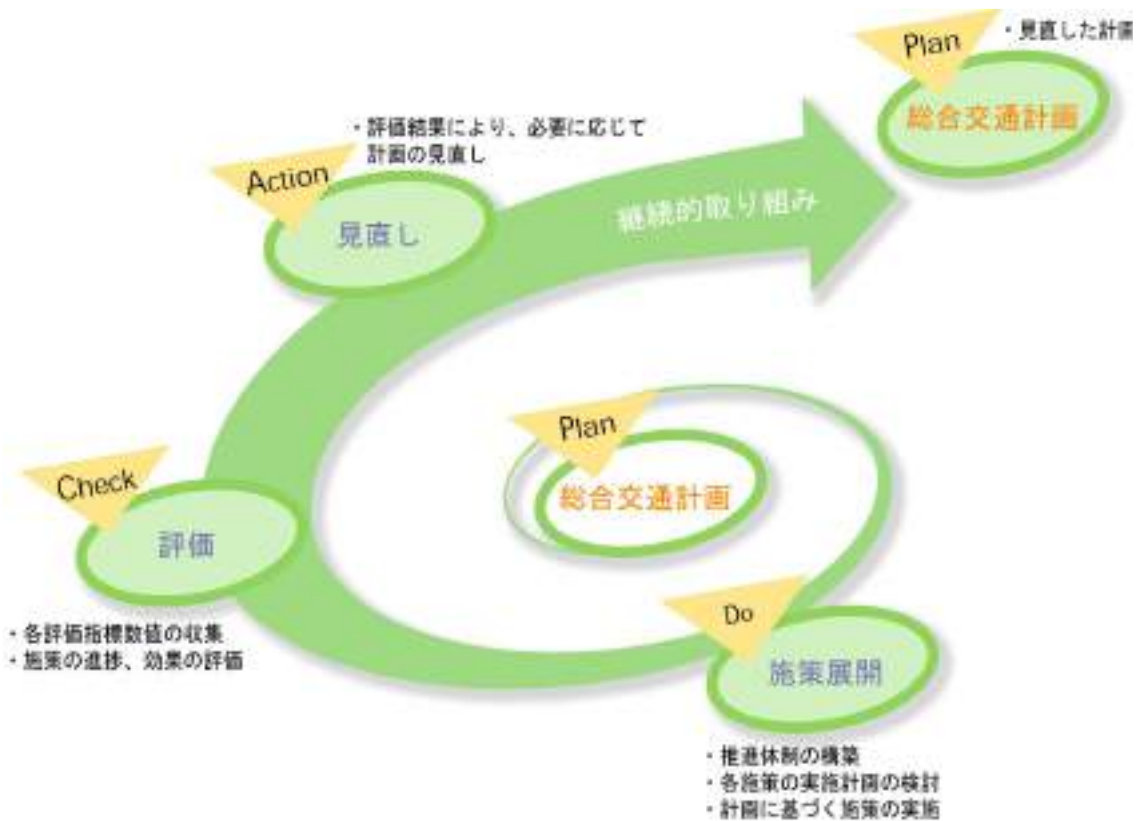 Plan
・見直した計画
総合交通計画
・評価結果により、必要に応じて
計画の見直し
Action
見直し
継続的取り組み
Plan
総合交通計画
Check
評価
・各評価指標数値の収集
・施策の進捗、効果の評価
Do
施策展開
・推進体制の構築
・各施策の実施計画の検討
・計画に基づく施策の実施